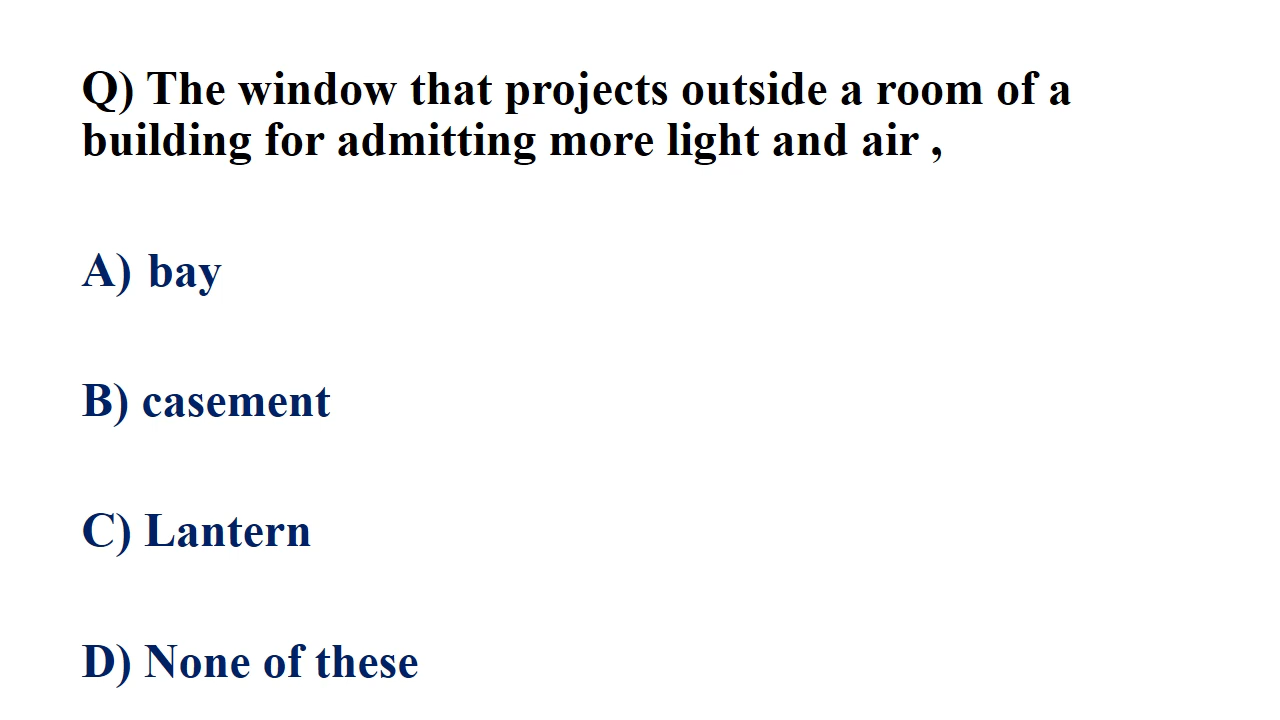 Q) The window that projects outside a room of a
building for admitting more light and air ,
A) bay
B) casement
C) Lantern
D) None of these